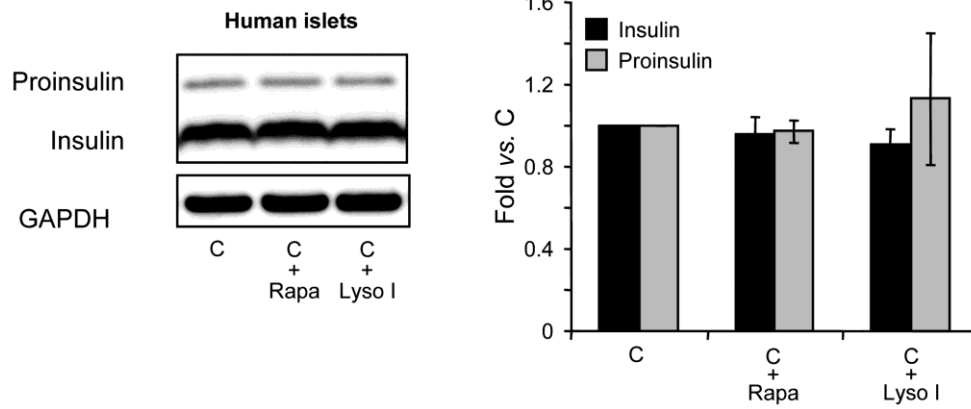 Human islets
Proinsulin
Insulin
GAPDH
C
C
+
Rapa
C
+
Lyso I
Fold vs. C
1.6
1.2
0.8
0.4
0
Insulin
Proinsulin
C
C
+
Rapa
C
+
Lyso I